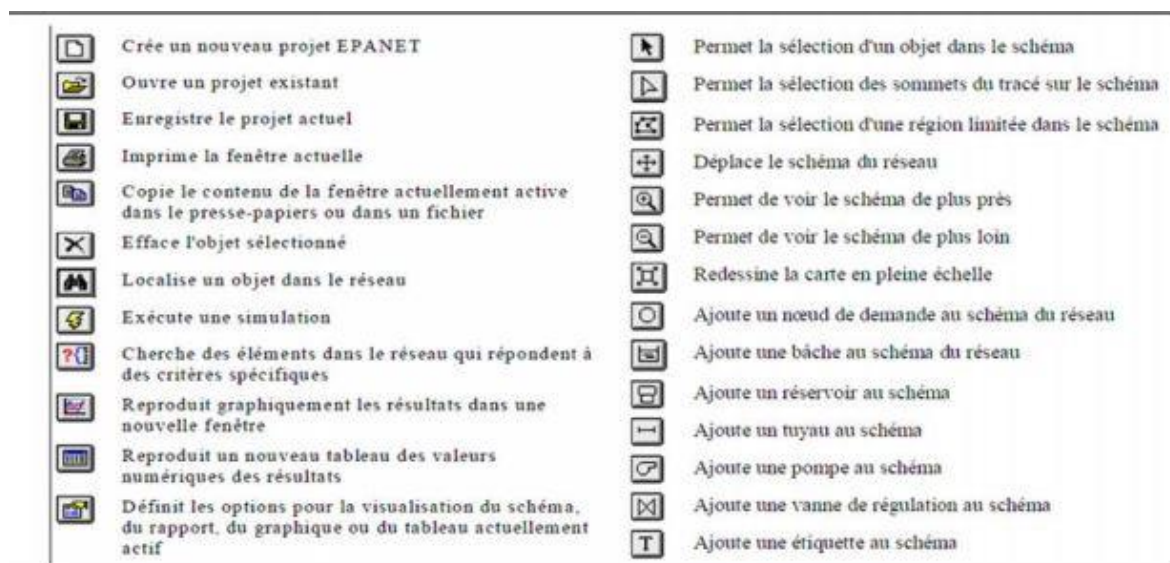 Crée un nouveau projet EPANET
Ouvre un projet existant
Enregistre le projet actuel
Imprime la fenêtre actuelle
Copie le contenu de la fenêtre actuellement active
dans le presse-papiers ou dans un fichier
Efface l'objet sélectionné
Localise un objet dans le réseau
Exécute une simulation
Cherche des éléments dans le réseau qui répondent à
des critères spécifiques
Reproduit graphiquement les résultats dans une
nouvelle fenêtre
Reproduit un nouveau tableau des valeurs
numériques des résultats
Définit les options pour la visualisation du schéma,
du rapport, du graphique ou du tableau actuellement
actif
Permet la sélection d'un objet dans le schéma
Permet la sélection des sommets du tracé sur le schéma
Permet la sélection d'une région limitée dans le schéma
Déplace le schéma du réseau
Permet de voir le schéma de plus près
Permet de voir le schéma de plus loin
Redessine la carte en pleine échelle
Ajoute un nœud de demande au schéma du réseau
Ajoute une bâche au schéma du réseau
Ajoute un réservoir au schéma
Ajoute un tuyau au schéma
Ajoute une pompe au schéma
Ajoute une vanne de régulation au schéma
T Ajoute une étiquette au schéma